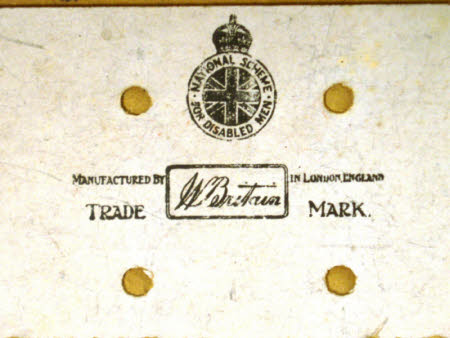 NATIONAL SCHEME
FOR DISABLED MEN
MANUFACTURED BY W Britain IN LONDON, ENGLAND
TRADE MARK.